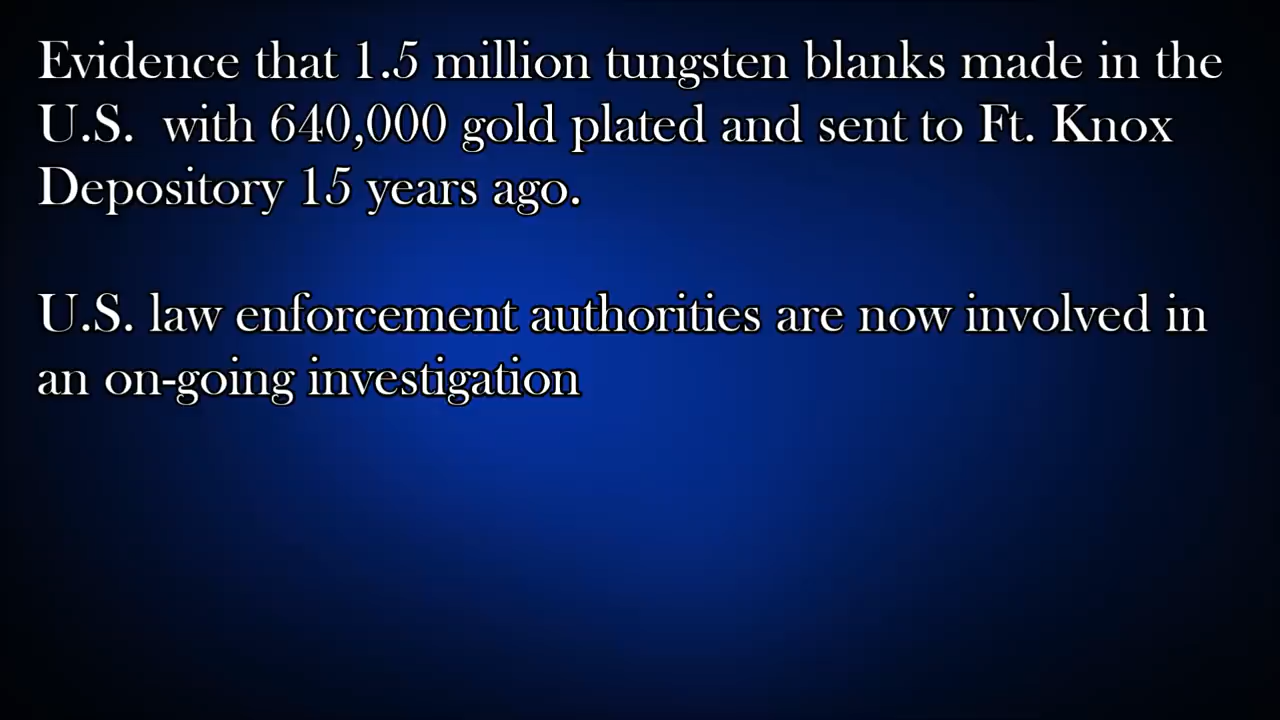 Evidence that 1.5 million tungsten blanks made in the
U.S.  with 640,000 gold plated and sent to Ft. Knox
Depository 15 years ago.
U.S. law enforcement authorities are now involved in
an on-going investigation